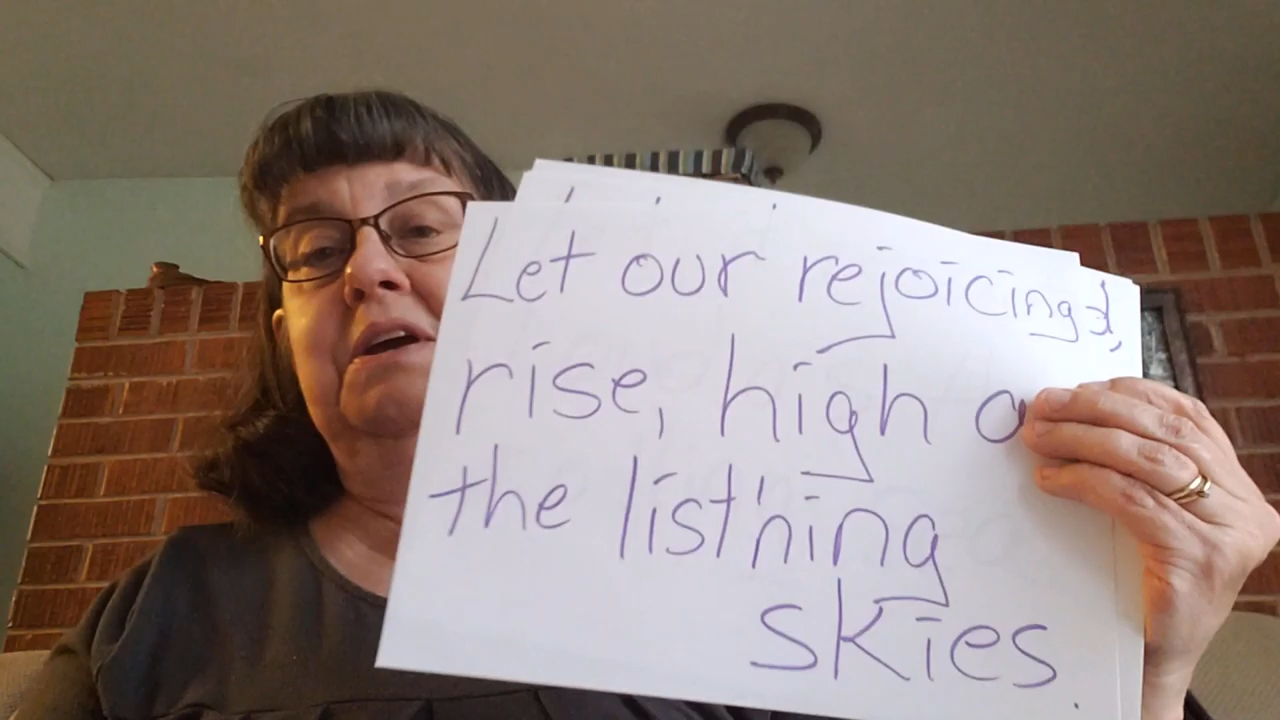 Let our rejoicing
rise, high
the list'ning
skies.